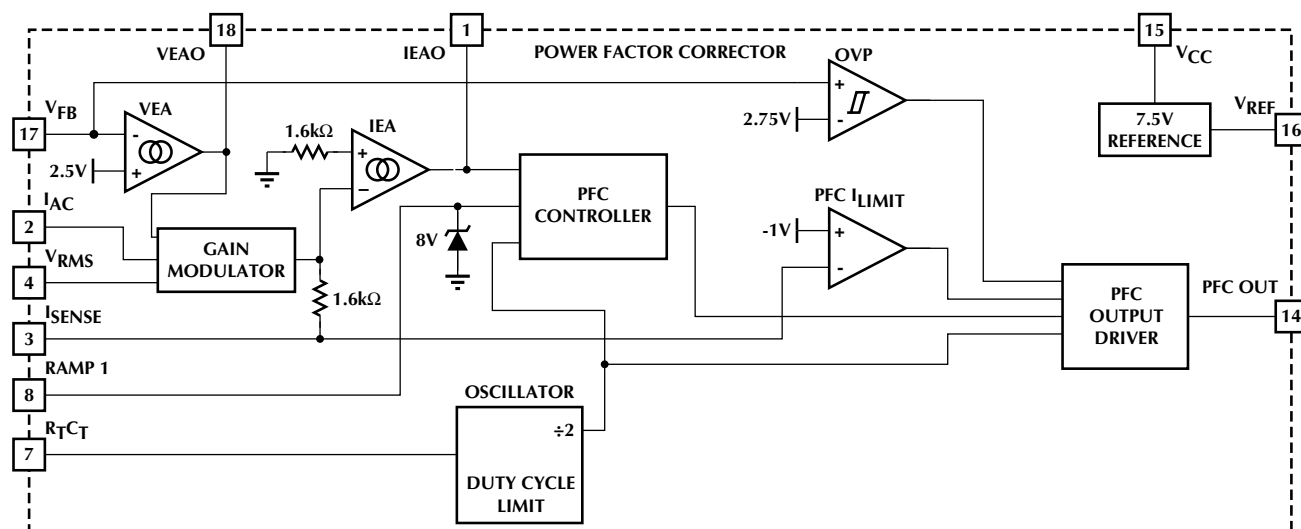 18
1
15
VEAO
IEAO
POWER FACTOR CORRECTOR
OVP
VCC
VFB
VEA
17
-
+
2.5V
1.6kΩ
IEA
+
−
+
-
2.75V
7.5V
REFERENCE
VREF
16
IAC
2
VRMS
4
GAIN
MODULATOR
1.6kΩ
8V
PFC
CONTROLLER
PFC ILIMIT
-1V
+
-
ISENSE
3
RAMP 1
8
RTCT
7
OSCILLATOR
÷2
DUTY CYCLE
LIMIT
PFC
OUTPUT
DRIVER
PFC OUT
14